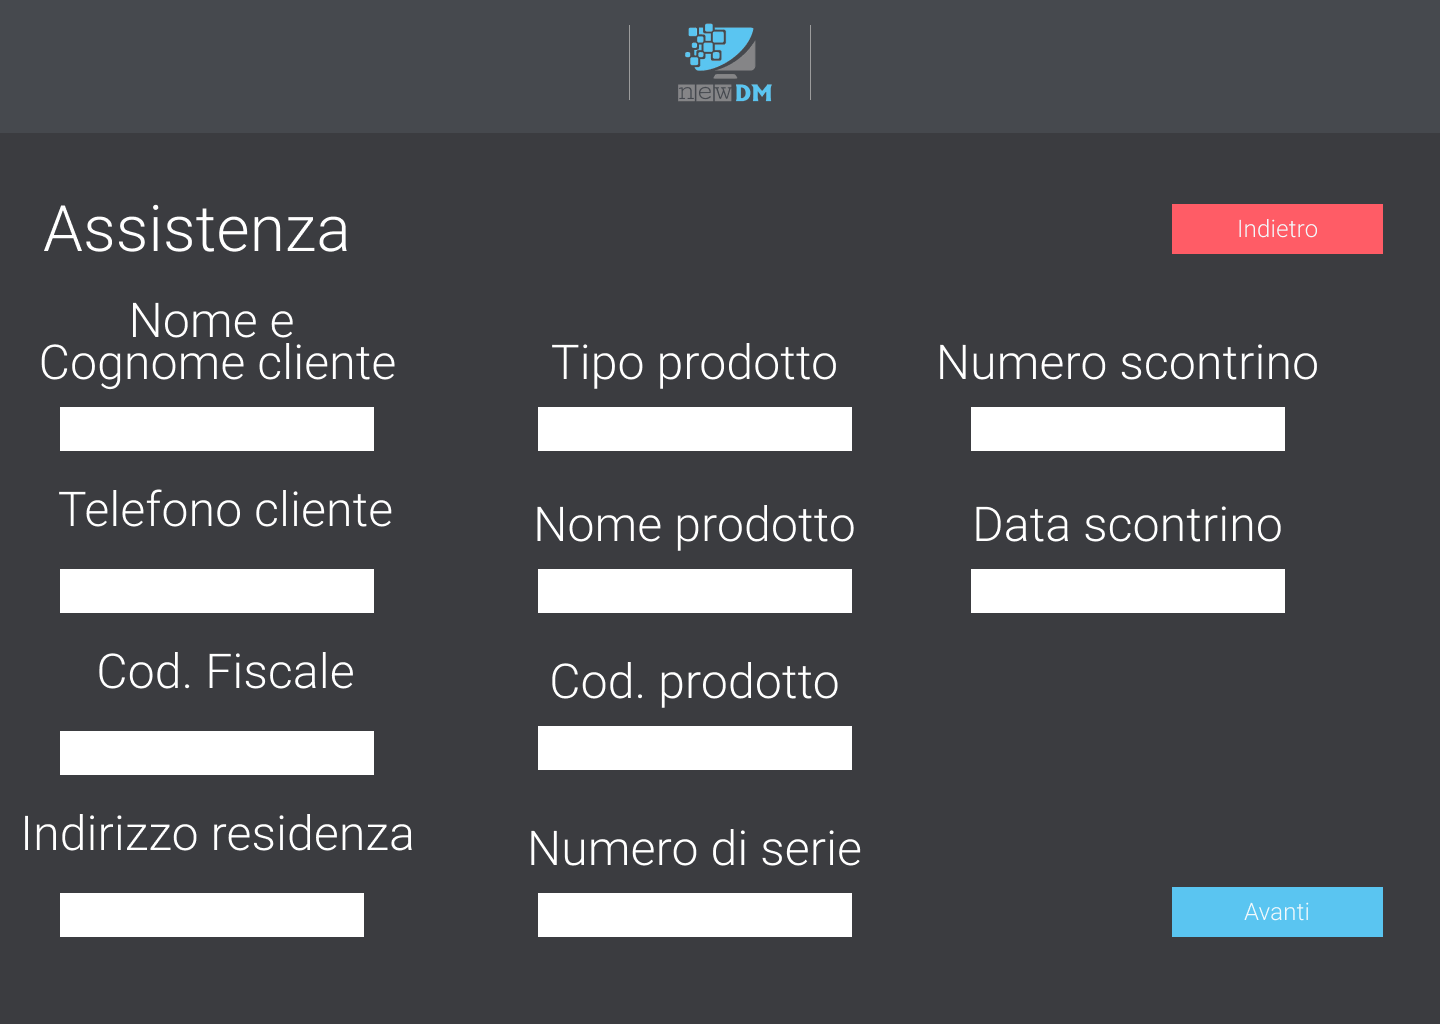 newDM
Assistenza
Indietro
Nome e
Cognome cliente
Tipo prodotto
Numero scontrino
Telefono cliente
Nome prodotto
Data scontrino
Cod. Fiscale
Cod. prodotto
Indirizzo residenza
Numero di serie
Avanti